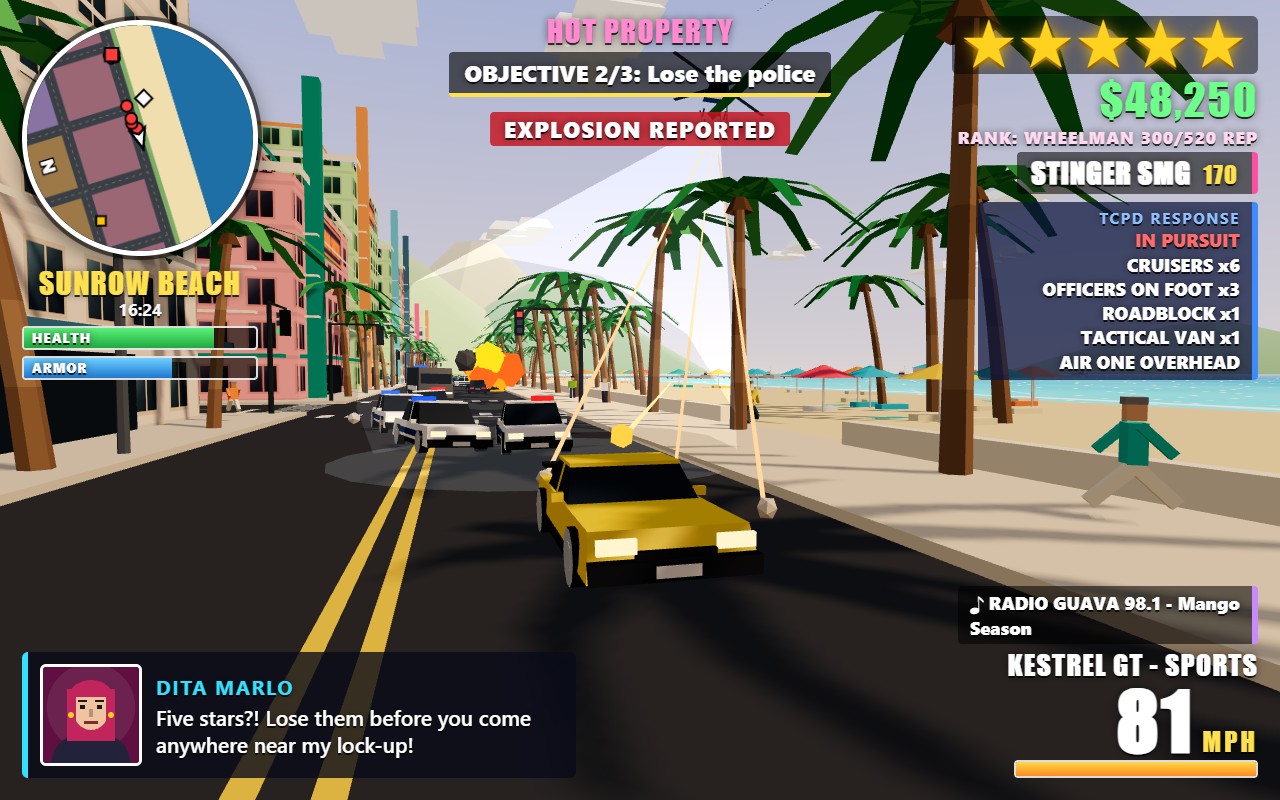 HOT PROPERTY
OBJECTIVE 2/3: Lose the police
EXPLOSION REPORTED
$48,250
RANK: WHEELMAN 300/520 REP
STINGER SMG 170
TCPD RESPONSE
IN PURSUIT
CRUISERS x6
OFFICERS ON FOOT x3
ROADBLOCK x1
TACTICAL VAN x1
AIR ONE OVERHEAD
N
SUNROW BEACH
16:24
HEALTH
ARMOR
DITA MARLO
Five stars?! Lose them before you come
anywhere near my lock-up!
♪ RADIO GUAVA 98.1 - Mango
Season
KESTREL GT - SPORTS
81 MPH